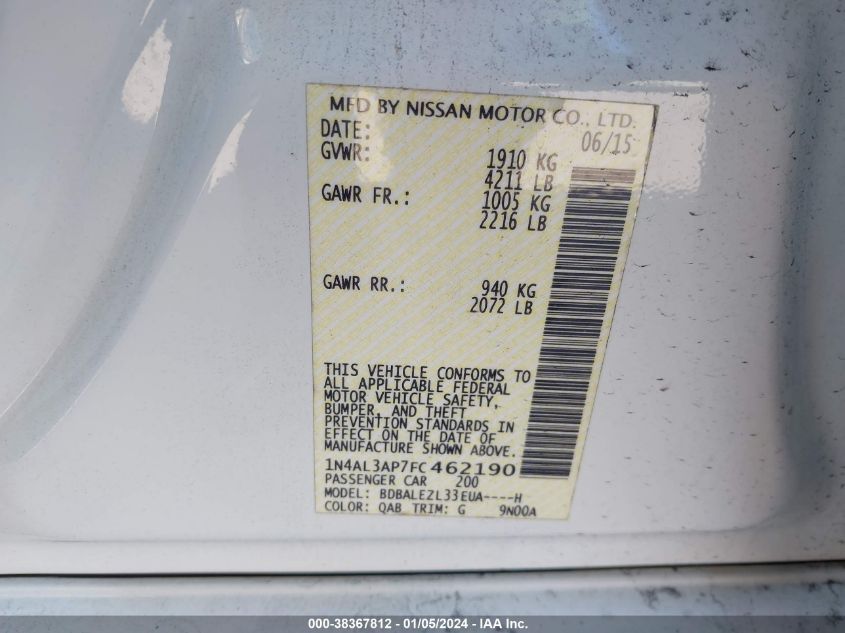 MFD BY NISSAN MOTOR CO., LTD.
DATE: 06/15
GVWR: 1910 KG
4211 LB
GAWR FR.: 1005 KG
2216 LB
GAWR RR.: 940 KG
2072 LB
THIS VEHICLE CONFORMS TO
ALL APPLICABLE FEDERAL
MOTOR VEHICLE SAFETY,
BUMPER, AND THEFT
PREVENTION STANDARDS IN
EFFECT ON THE DATE OF
MANUFACTURE SHOWN ABOVE.
1N4AL3AP7FC462190
PASSENGER CAR 200
MODEL: BDBALEZL33EUA----H
COLOR: QAB TRIM: G 9N00A
000-38367812 - 01/05/2024 - IAA Inc.